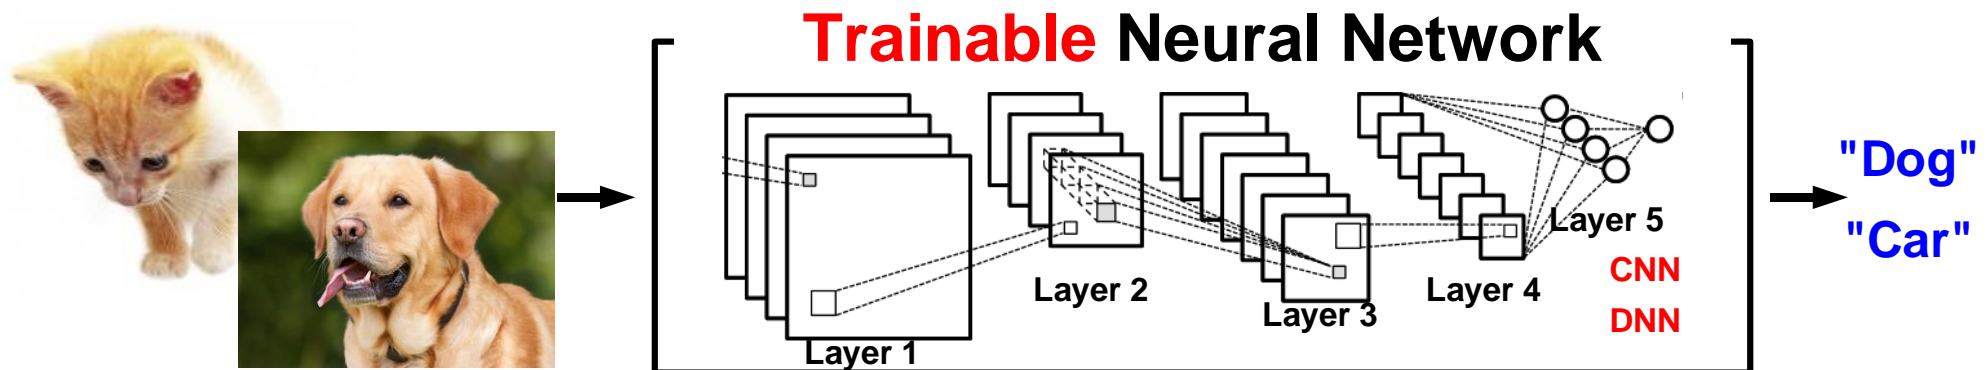 Trainable Neural Network
Layer 1
Layer 2
Layer 3
Layer 4
Layer 5
CNN
DNN
"Dog"
"Car"